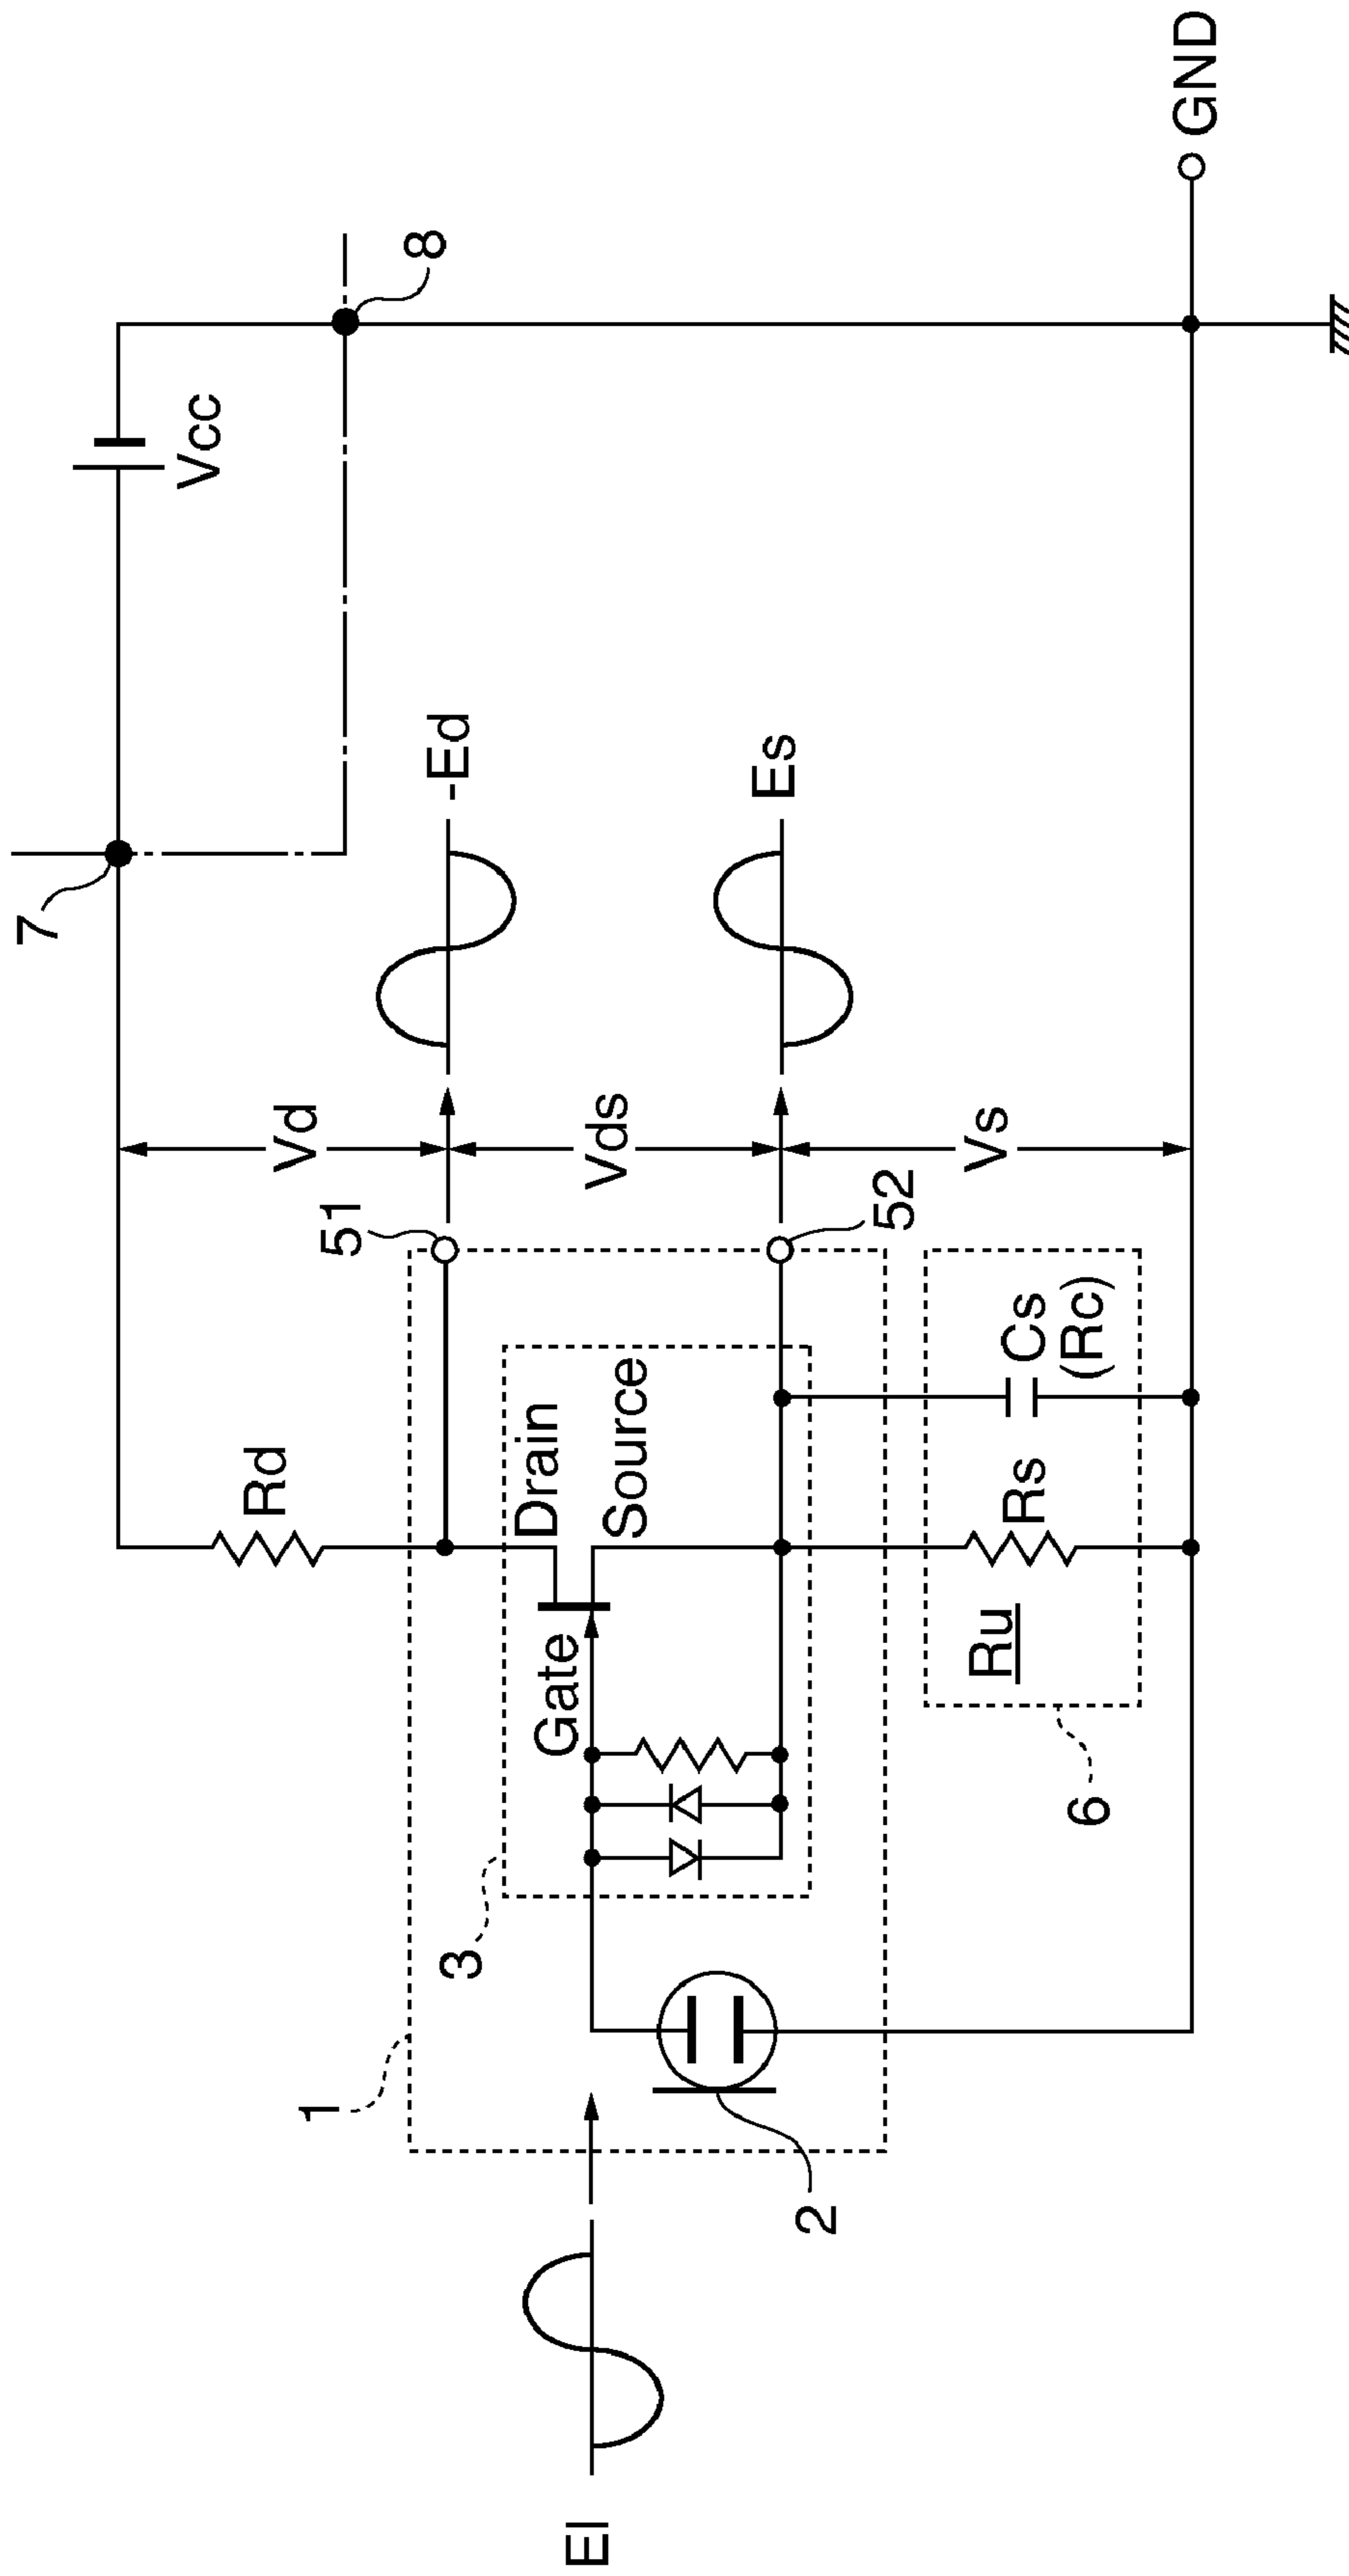 7
Vcc
8
GND
Rd
Vd
-Ed
51
Drain
Source
Gate
Vds
1
3
EI
2
52
Es
Vs
Ru
Rs
Cs
(Rc)
6